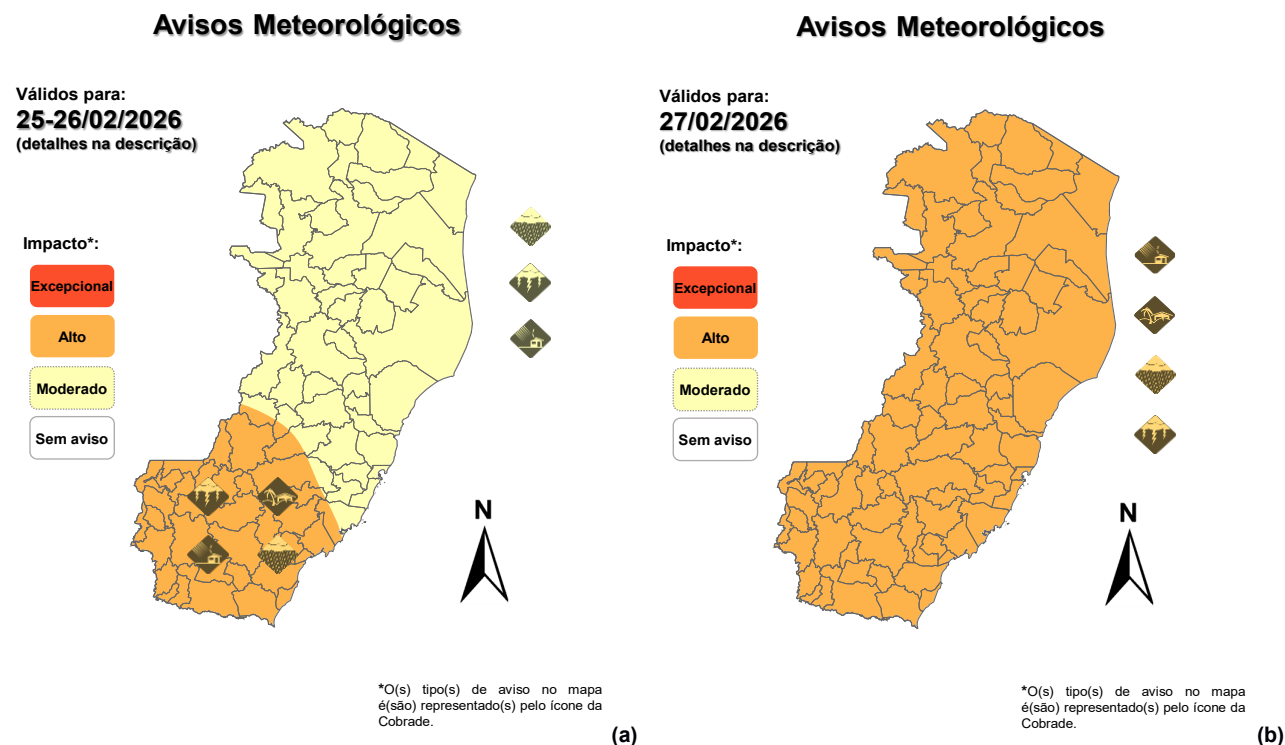 Avisos Meteorológicos
Válidos para:
25-26/02/2026
(detalhes na descrição)
Impacto*:
Excepcional
Alto
Moderado
Sem aviso
N
*O(s) tipo(s) de aviso no mapa
é(são) representado(s) pelo ícone da
Cobrade.
(a)
Avisos Meteorológicos
Válidos para:
27/02/2026
(detalhes na descrição)
Impacto*:
Excepcional
Alto
Moderado
Sem aviso
N
*O(s) tipo(s) de aviso no mapa
é(são) representado(s) pelo ícone da
Cobrade.
(b)